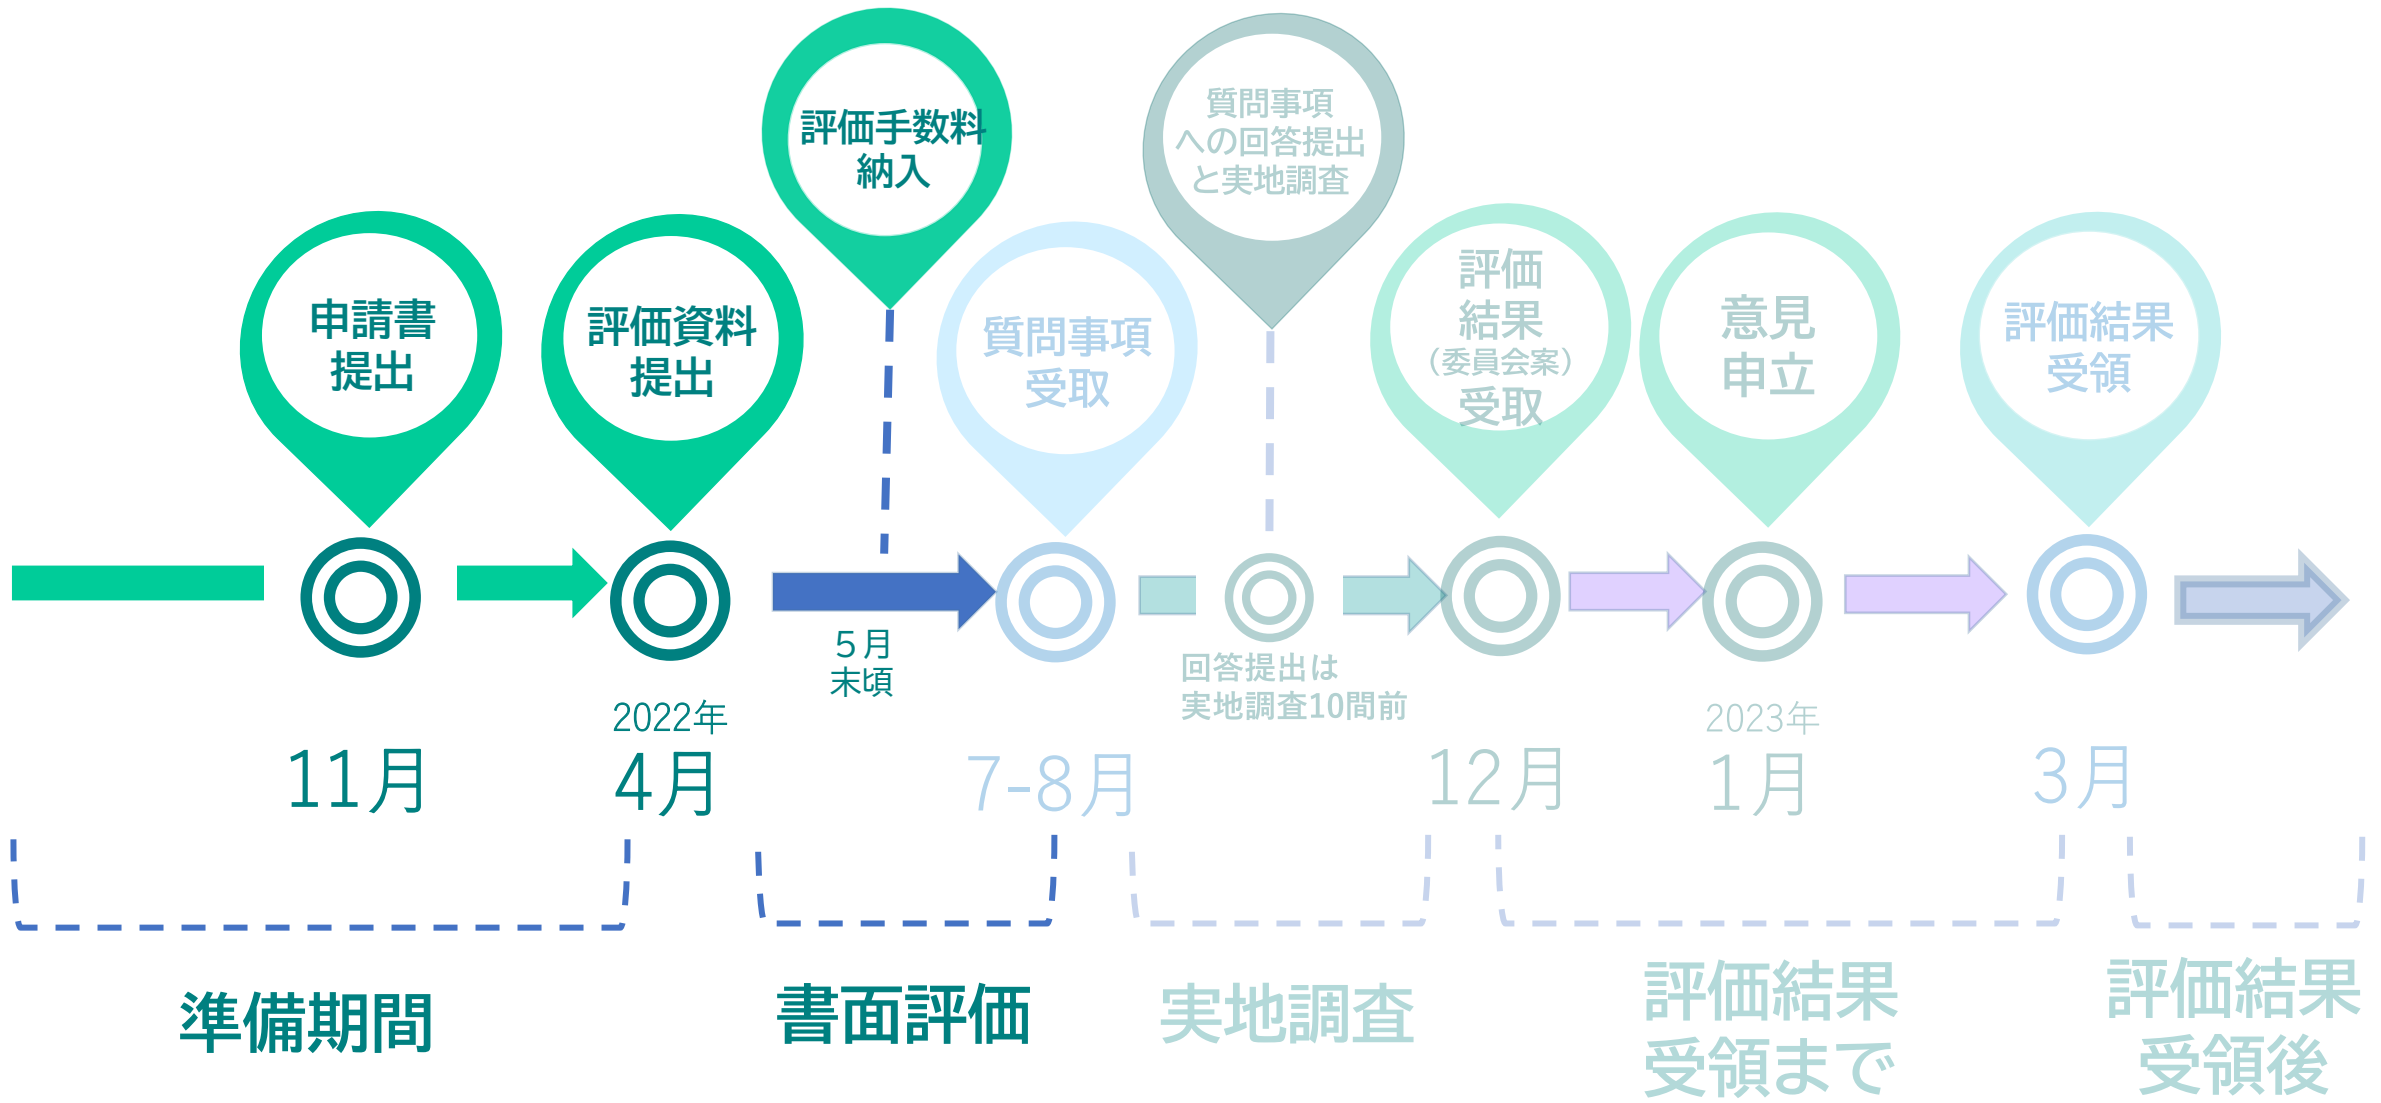 申請書
提出
評価資料
提出
評価手数料
納入
質問事項
受取
質問事項
への回答提出
と実地調査
評価
結果
（委員会案）
受取
意見
申立
評価結果
受領
11月
2022年
4月
５月
末頃
7-8月
回答提出は
実地調査10間前
12月
2023年
1月
3月
準備期間
書面評価
実地調査
評価結果
受領まで
評価結果
受領後